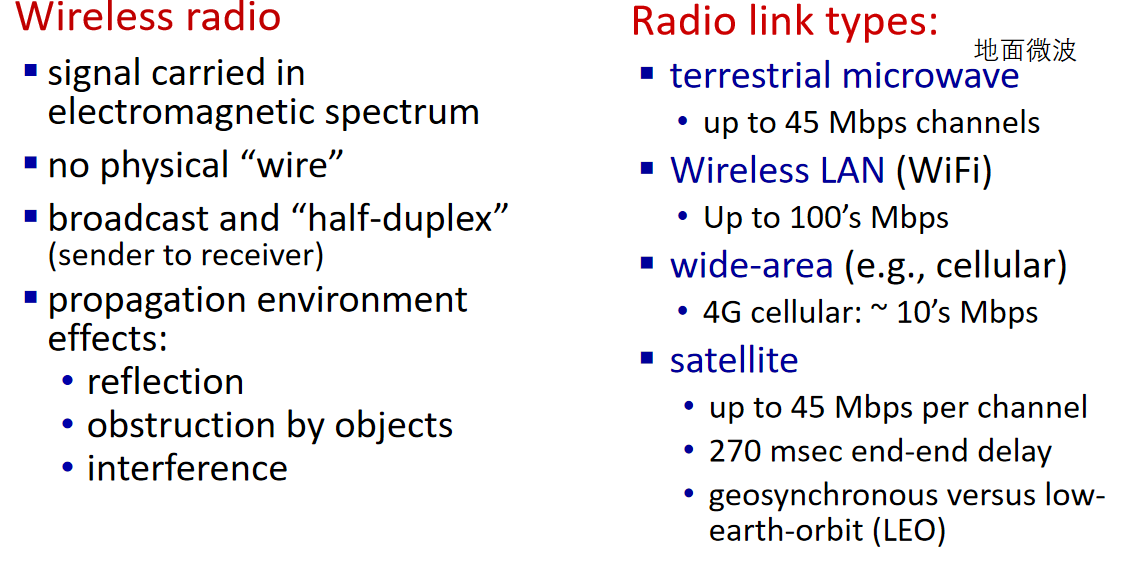 Wireless radio
▪ signal carried in
electromagnetic spectrum
▪ no physical “wire”
▪ broadcast and “half-duplex”
(sender to receiver)
▪ propagation environment
effects:
• reflection
• obstruction by objects
• interference
Radio link types:
地面微波
▪ terrestrial microwave
• up to 45 Mbps channels
▪ Wireless LAN (WiFi)
• Up to 100’s Mbps
▪ wide-area (e.g., cellular)
• 4G cellular: ~ 10’s Mbps
▪ satellite
• up to 45 Mbps per channel
• 270 msec end-end delay
• geosynchronous versus low-
earth-orbit (LEO)